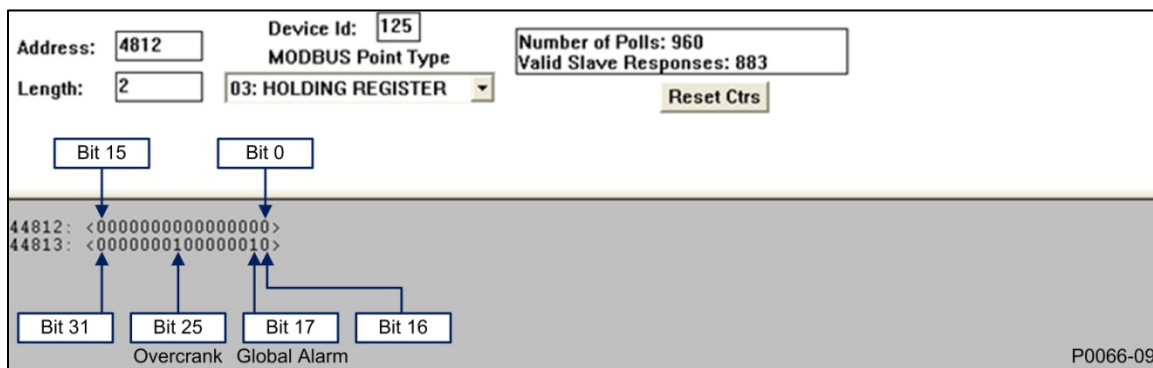 Address: 4812
Device Id: 125
MODBUS Point Type
Length: 2
03: HOLDING REGISTER
Number of Polls: 960
Valid Slave Responses: 883
Reset Ctrs
Bit 15 Bit 0
44812: <0000000000000000>
44813: <0000000100000010>
Bit 31 Bit 25 Bit 17 Bit 16
Overcrank Global Alarm
P0066-09